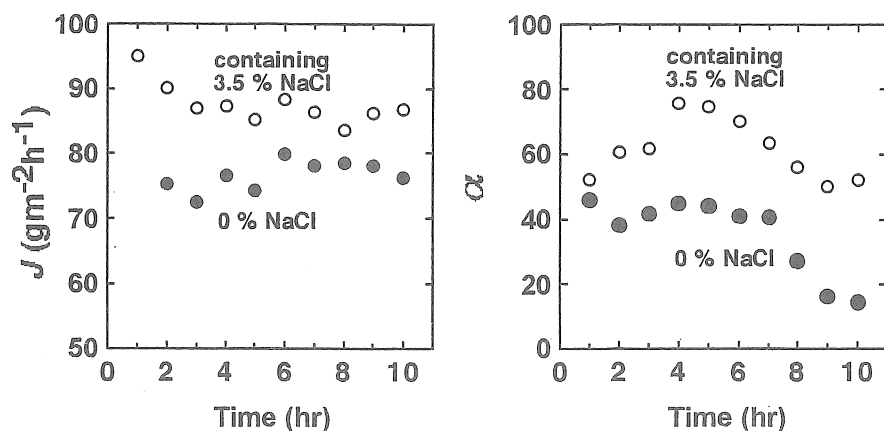 100
90
80
70
60
50
J (gm⁻²h⁻¹)
containing
3.5 % NaCl
0 % NaCl
0 2 4 6 8 10
Time (hr)
100
80
60
40
20
0
α
containing
3.5 % NaCl
0 % NaCl
0 2 4 6 8 10
Time (hr)